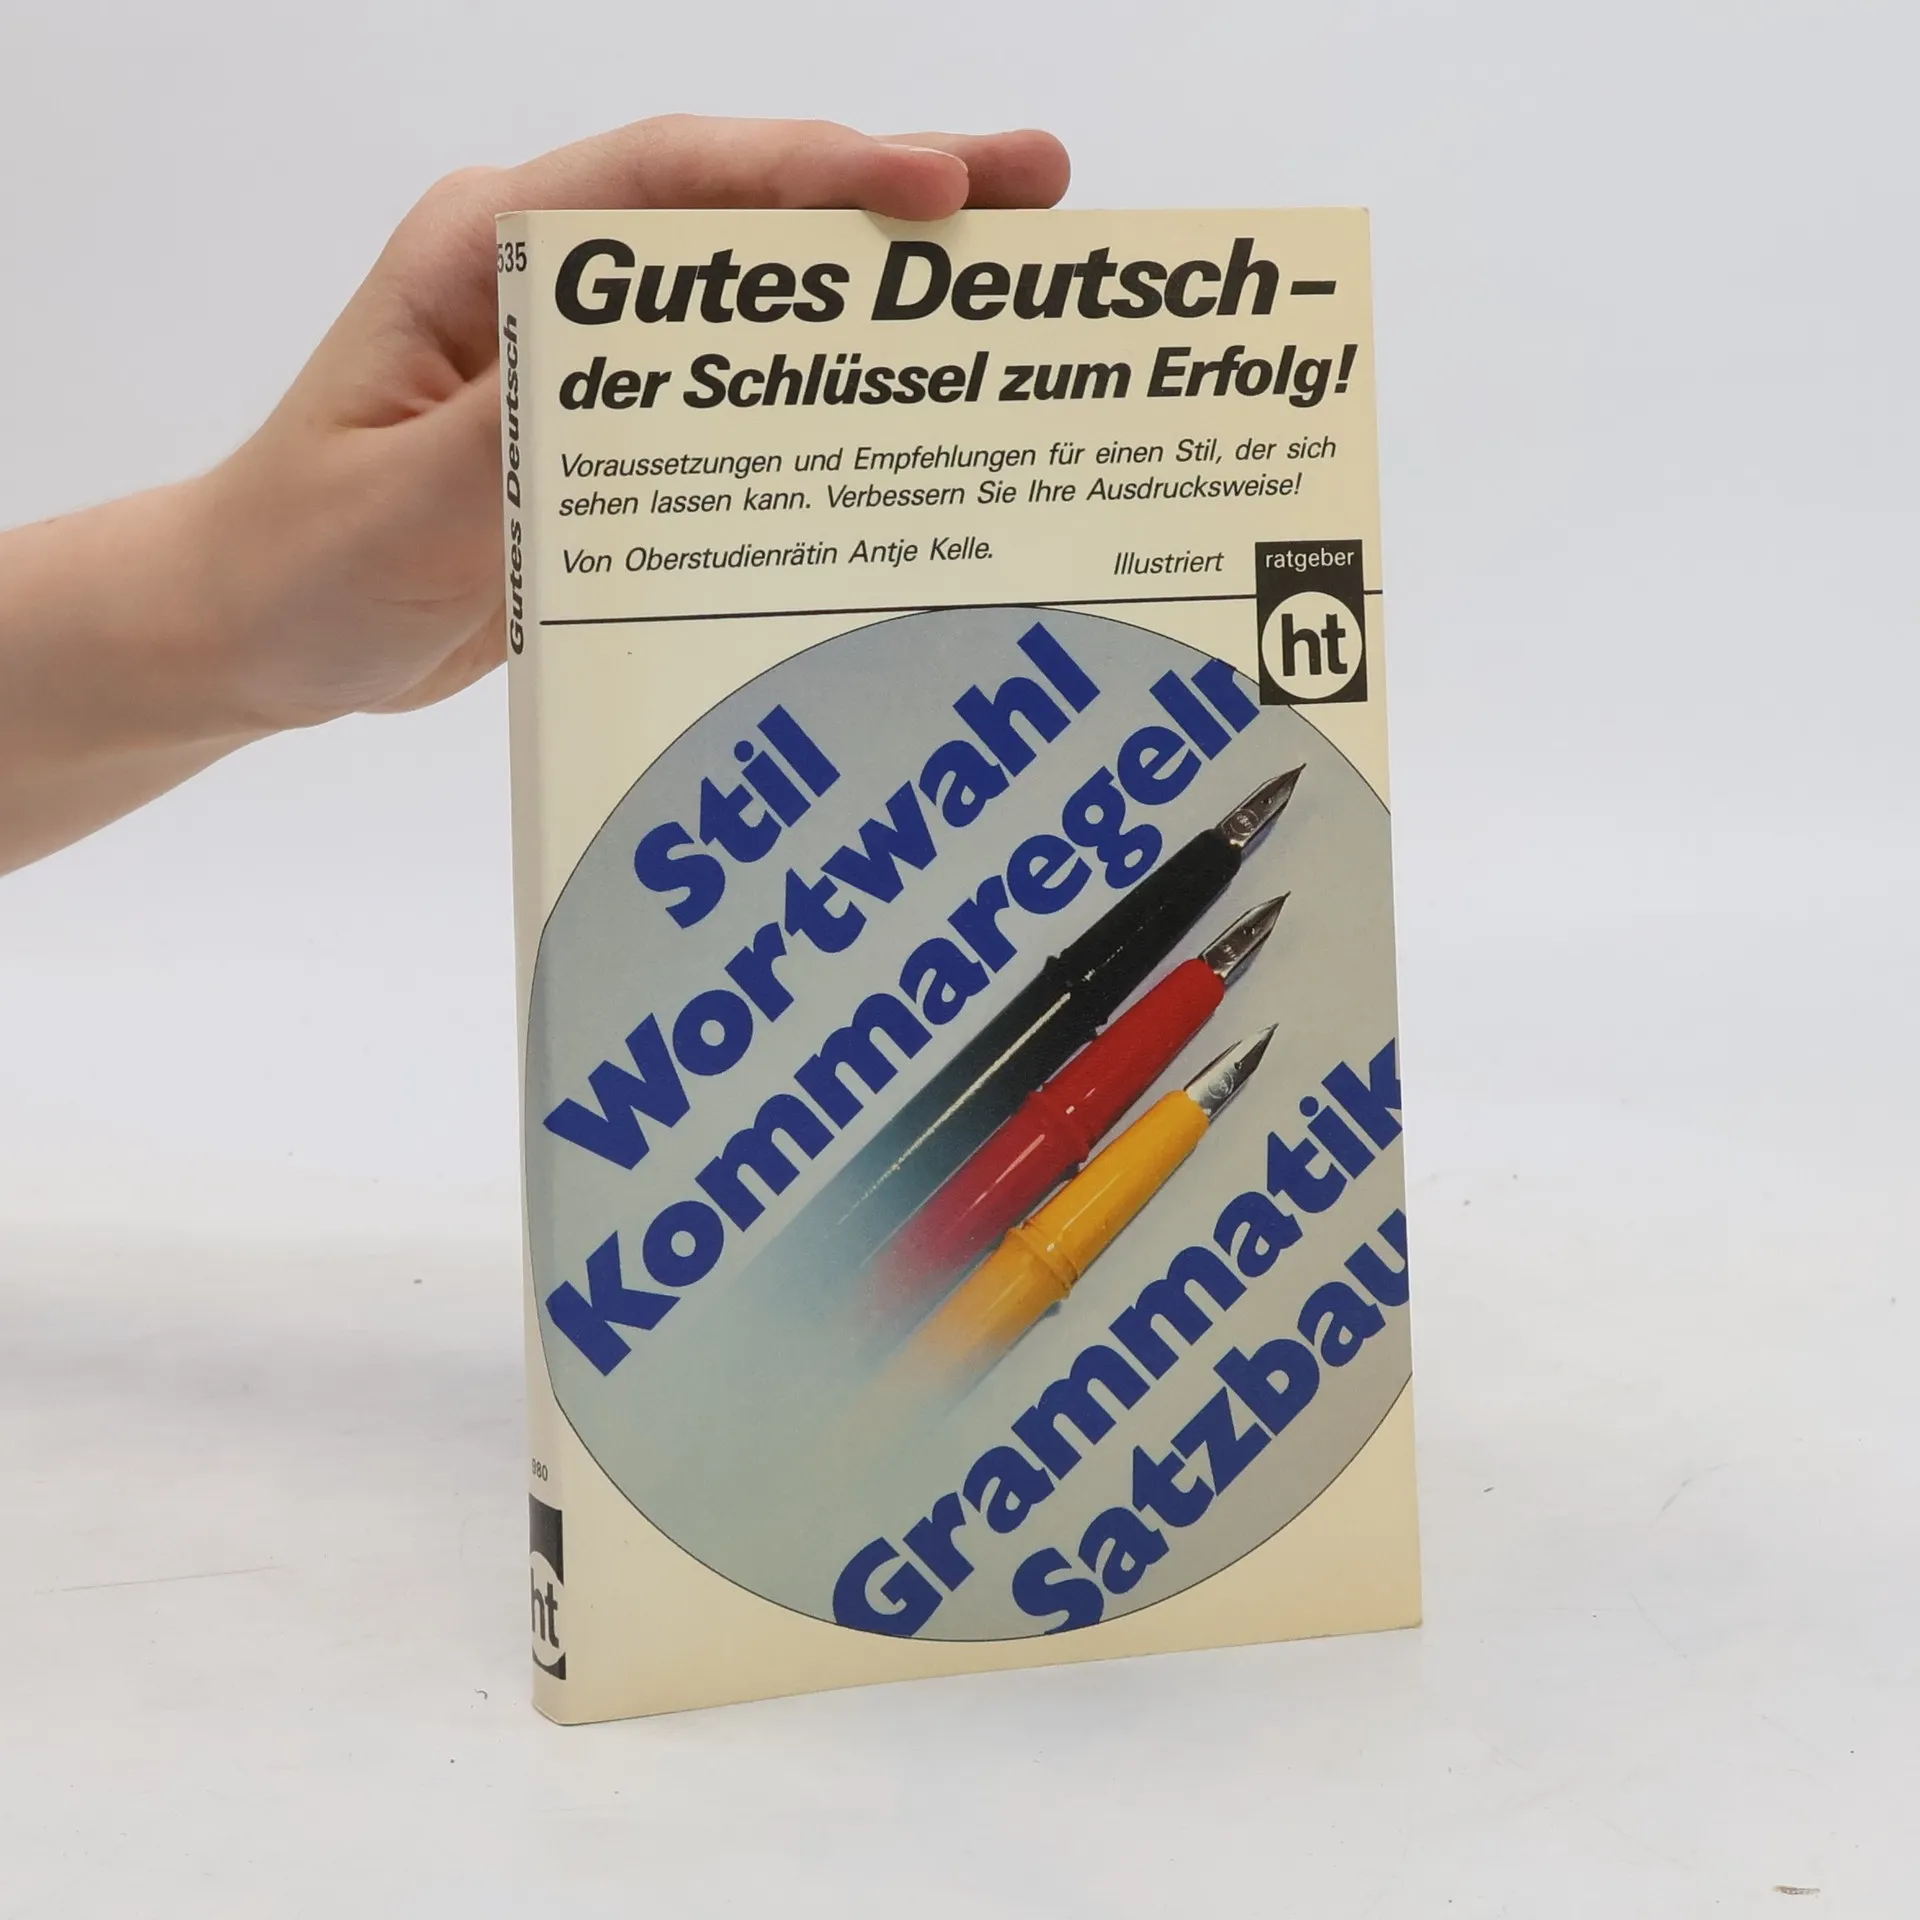 535
Gutes Deutsch
980
ht
Gutes Deutsch –
der Schlüssel zum Erfolg!
Voraussetzungen und Empfehlungen für einen Stil, der sich
sehen lassen kann. Verbessern Sie Ihre Ausdrucksweise!
Von Oberstudienrätin Antje Kelle.
Illustriert
ratgeber
ht
Stil
Wortwahl
Kommaregeln
Grammatik
Satzbau